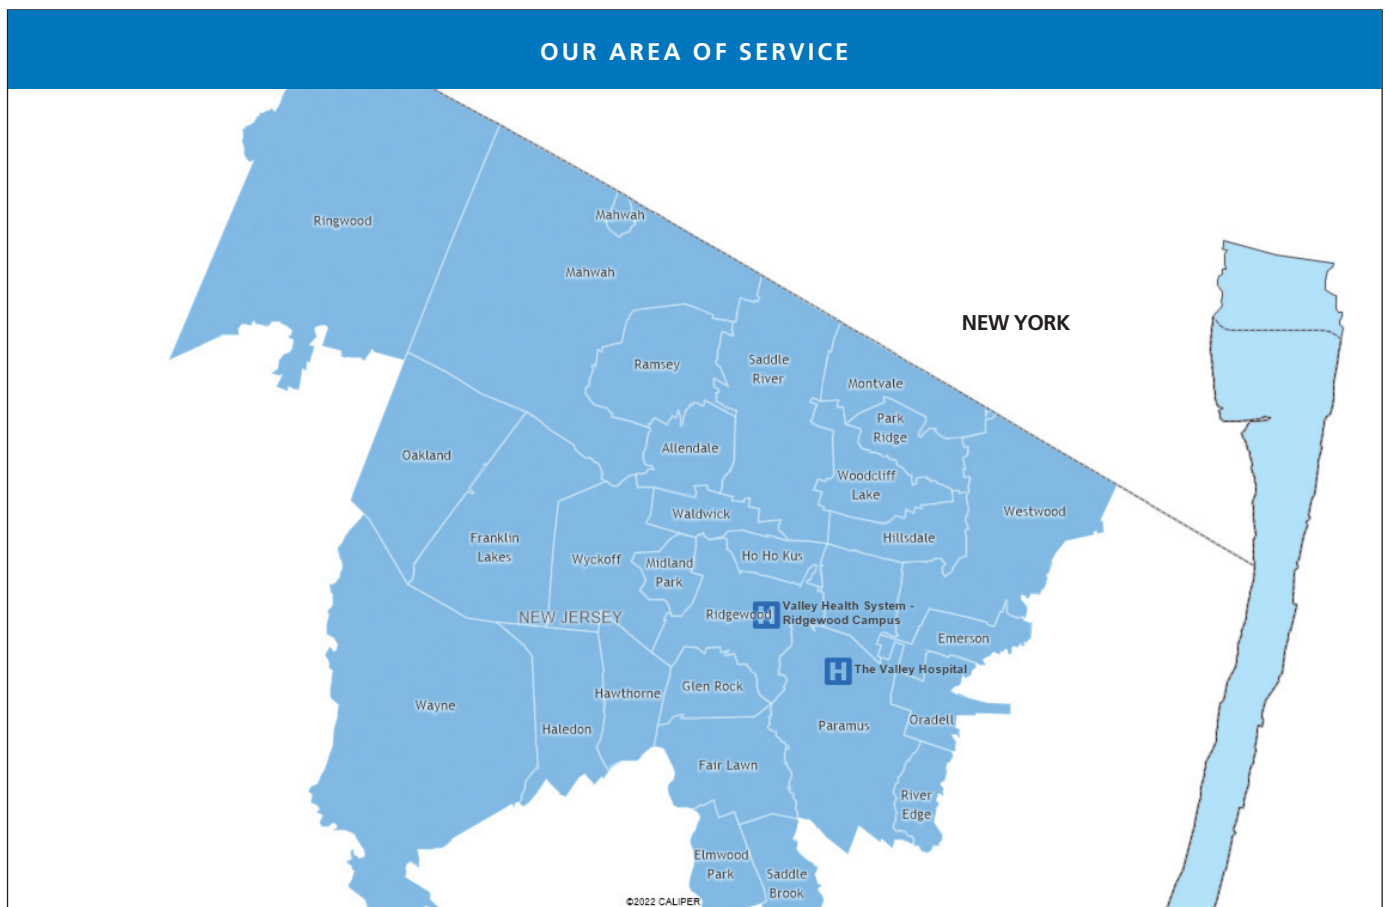 OUR AREA OF SERVICE
Mahwah
Ringwood
Mahwah
NEW YORK
Ramsey
Saddle
River
Montvale
Park
Ridge
Allendale
Oakland
Woodcliff
Lake
Westwood
Waldwick
Franklin
Lakes
Hillsdale
Wyckoff
Midland
Park
Ho Ho Kus
NEW JERSEY
Ridgewood
H
Valley Health System -
Ridgewood Campus
Emerson
H
The Valley Hospital
Glen Rock
Hawthorne
Wayne
Haledon
Paramus
Oradell
Fair Lawn
River
Edge
Elmwood
Park
Saddle
Brook
©2022 CALIPER